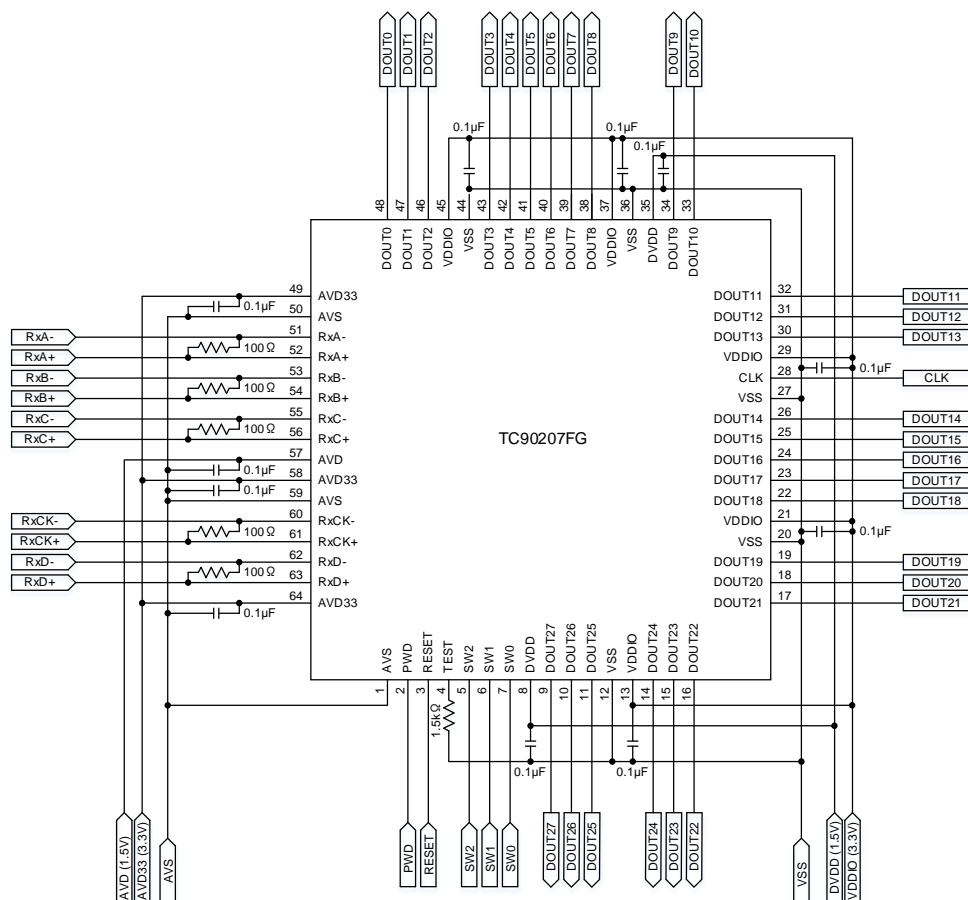 DOUT0 DOUT1 DOUT2 DOUT3 DOUT4 DOUT5 DOUT6 DOUT7 DOUT8 DOUT9 DOUT10
0.1μF 0.1μF
0.1μF
48 47 46 45 44 43 42 41 40 39 38 37 36 35 34 33
DOUT0 DOUT1 DOUT2 VDDIO VSS DOUT3 DOUT4 DOUT5 DOUT6 DOUT7 DOUT8 VDDIO VSS DVDD DOUT9 DOUT10
49 AVD33 DOUT11 32 DOUT11
0.1μF
50 AVS DOUT12 31 DOUT12
RxA- 51 RxA- DOUT13 30 DOUT13
100Ω
RxA+ 52 RxA+ VDDIO 29
0.1μF
RxB- 53 RxB- CLK 28 CLK
100Ω
RxB+ 54 RxB+ VSS 27
RxC- 55 RxC- DOUT14 26 DOUT14
100Ω
RxC+ 56 RxC+ DOUT15 25 DOUT15
TC90207FG
57 AVD DOUT16 24 DOUT16
0.1μF
58 AVD33 DOUT17 23 DOUT17
0.1μF
59 AVS DOUT18 22 DOUT18
RxCK- 60 RxCK- VDDIO 21
100Ω 0.1μF
RxCK+ 61 RxCK+ VSS 20
RxD- 62 RxD- DOUT19 19 DOUT19
100Ω
RxD+ 63 RxD+ DOUT20 18 DOUT20
64 AVD33 DOUT21 17 DOUT21
0.1μF
AVS PWD RESET TEST SW2 SW1 SW0 DVDD DOUT27 DOUT26 DOUT25 VSS VDDIO DOUT24 DOUT23 DOUT22
1 2 3 4 5 6 7 8 9 10 11 12 13 14 15 16
1.5kΩ
0.1μF 0.1μF
AVD (1.5V) AVD33 (3.3V) AVS PWD RESET SW2 SW1 SW0 DOUT27 DOUT26 DOUT25 DOUT24 DOUT23 DOUT22 VSS DVDD (1.5V) VDDIO (3.3V)